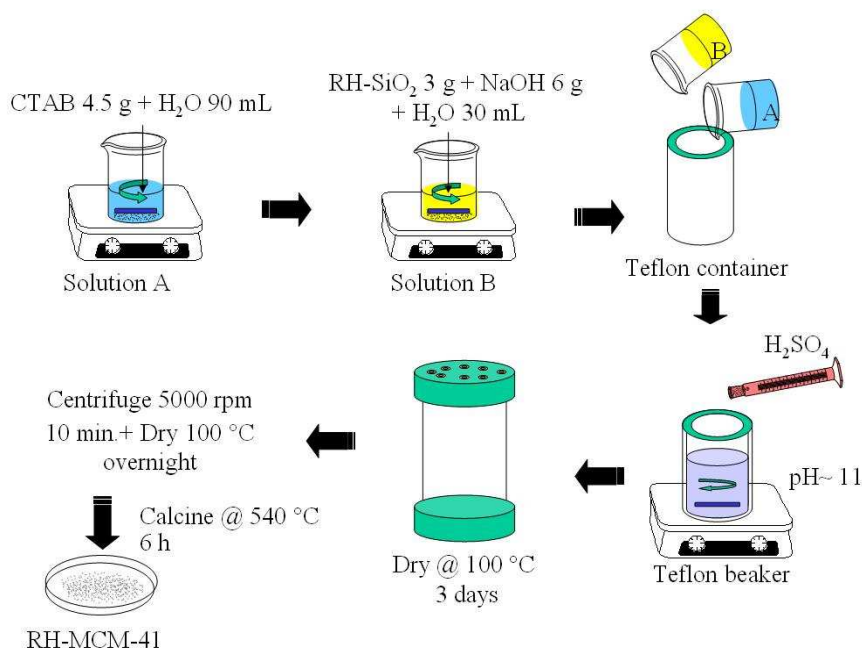 CTAB 4.5 g + H₂O 90 mL
Solution A
RH-SiO₂ 3 g + NaOH 6 g
+ H₂O 30 mL
Solution B
B
A
Teflon container
H₂SO₄
pH~ 11
Teflon beaker
Dry @ 100 °C
3 days
Centrifuge 5000 rpm
10 min.+ Dry 100 °C
overnight
Calcine @ 540 °C
6 h
RH-MCM-41